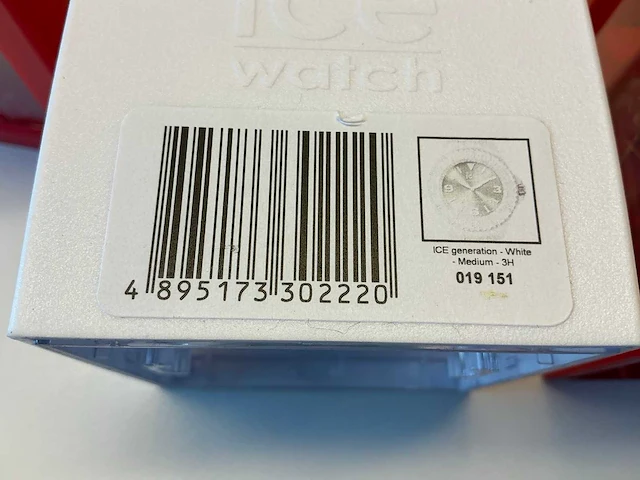 ice
watch
4 895173 302220
ICE generation - White
- Medium - 3H
019 151